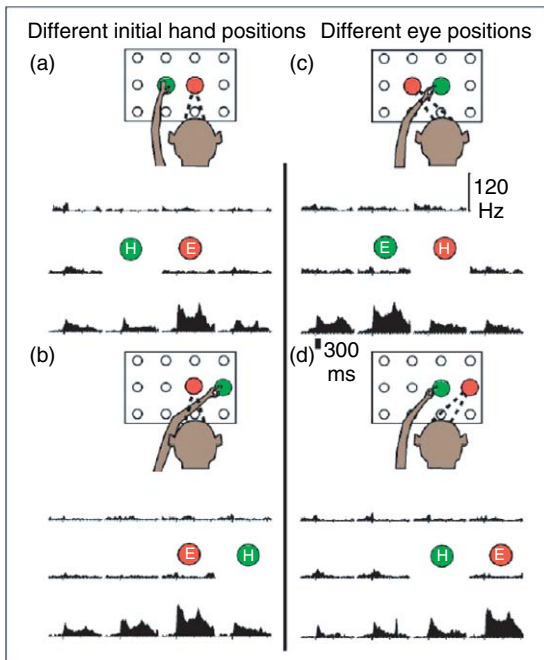 Different initial hand positions
Different eye positions
(a)
(c)
120
Hz
H
E
E
H
(b)
(d)
300
ms
E
H
H
E